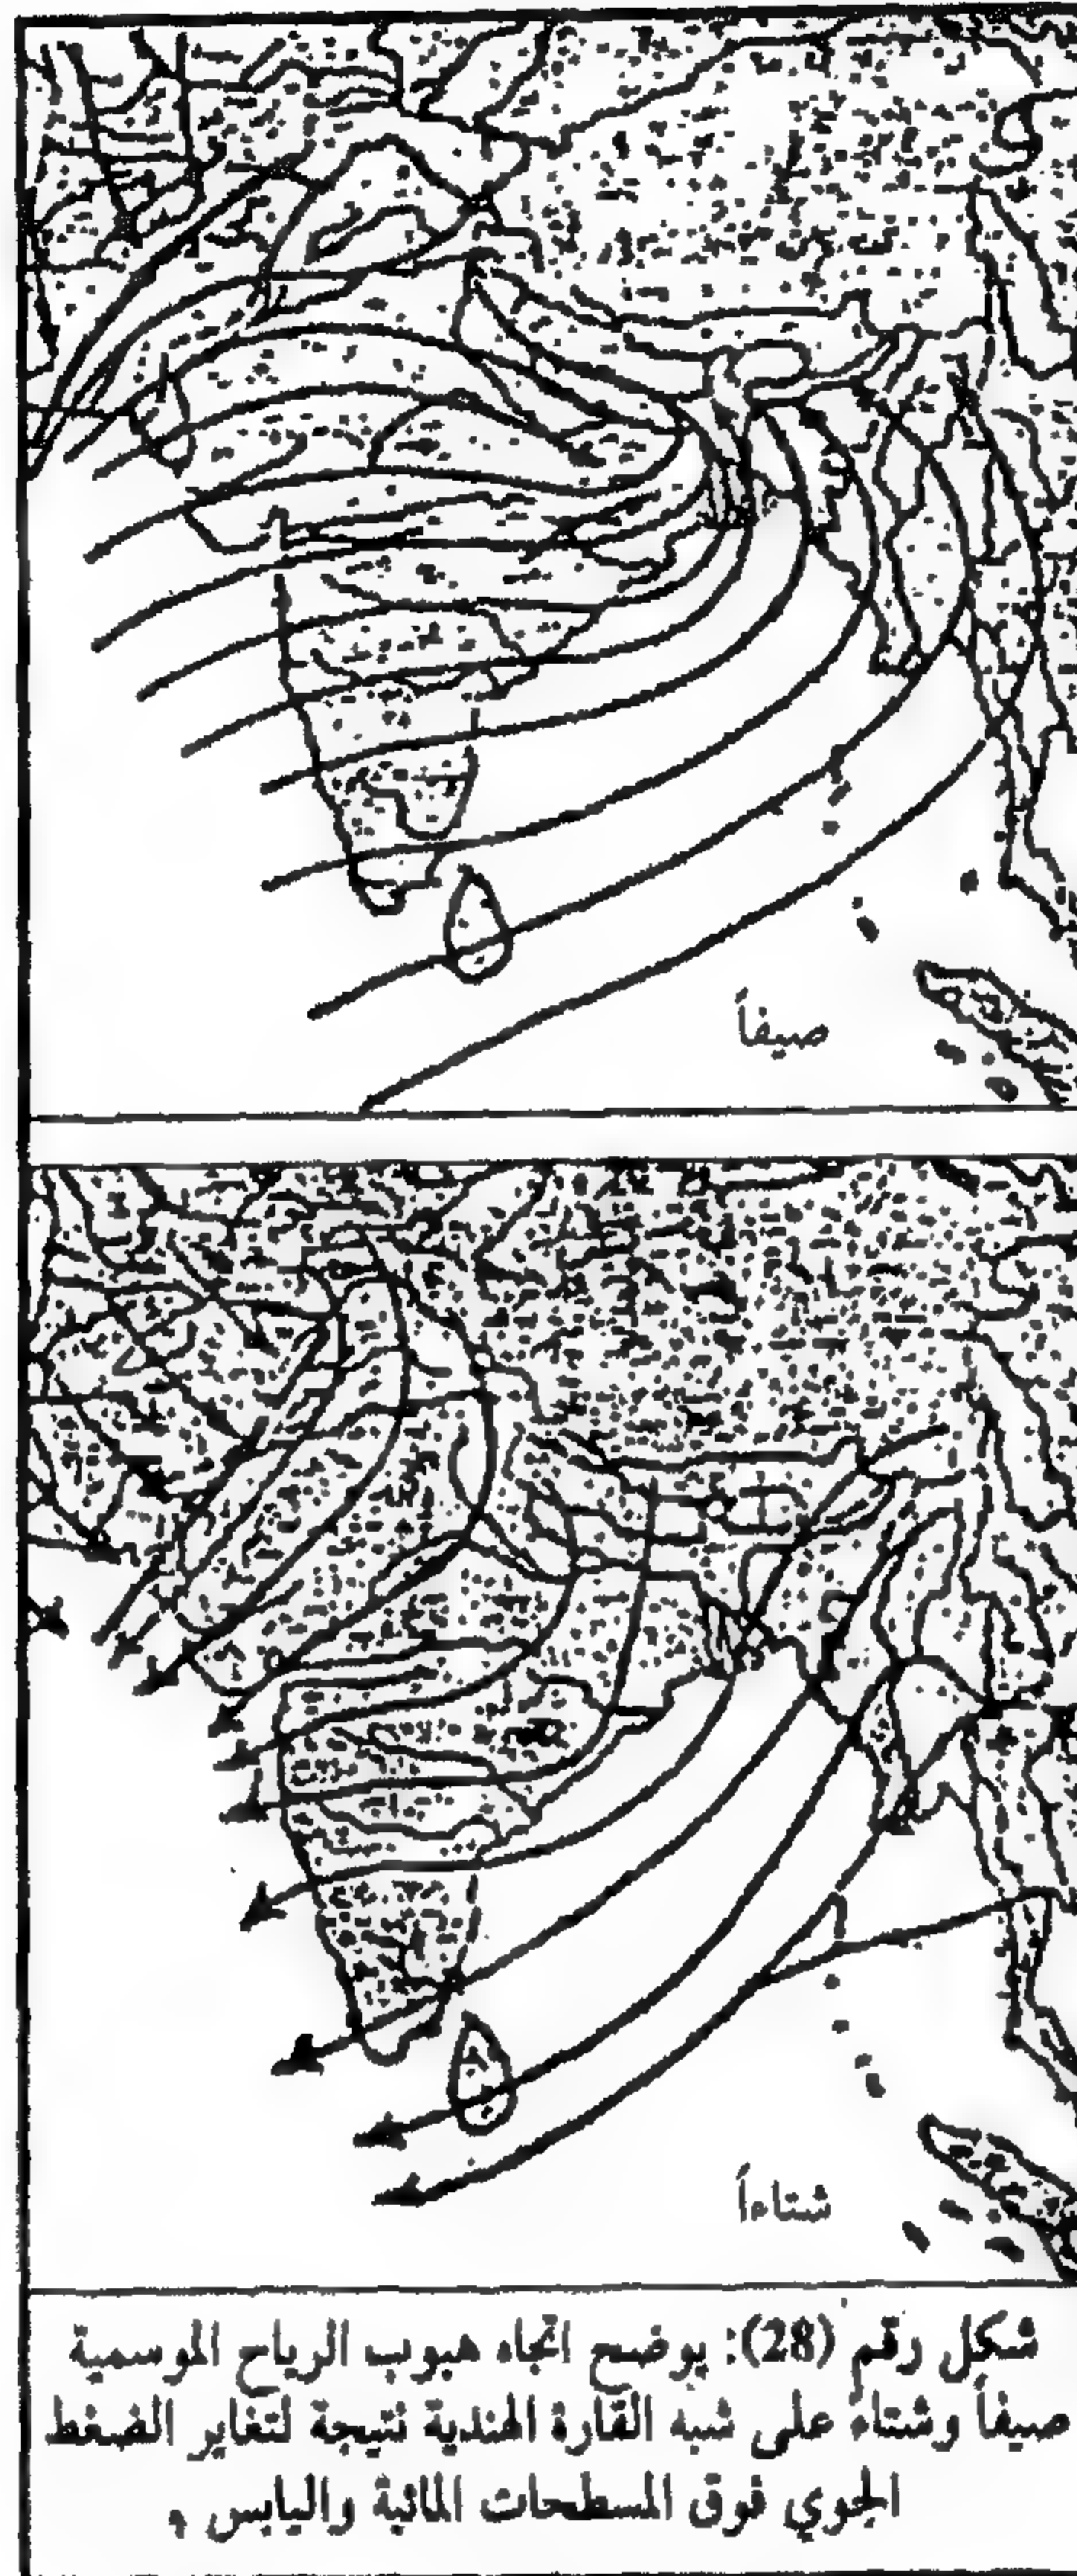 صيفاً
شتاءاً
شكل رقم (28): يوضح اتجاه هبوب الرياح الموسمية
صيفاً وشتاءً على شبه القارة الهندية نتيجة لتغاير الضغط
الجوي فوق المسطحات المائية واليابس .